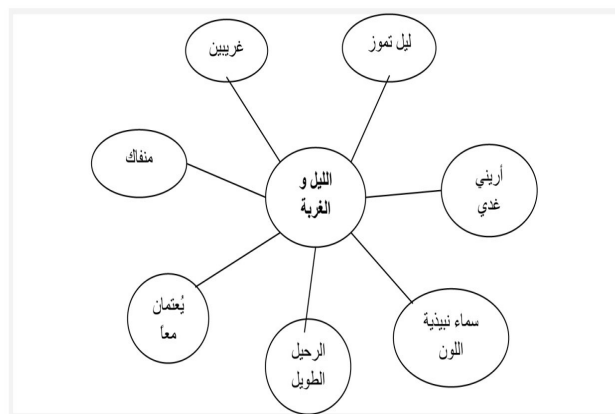 ليل تموز
غريبين
منفاك
الليل و
الغربة
أريني
غدي
سماء نبيذية
اللون
الرحيل
الطويل
يُعتمان
معاً